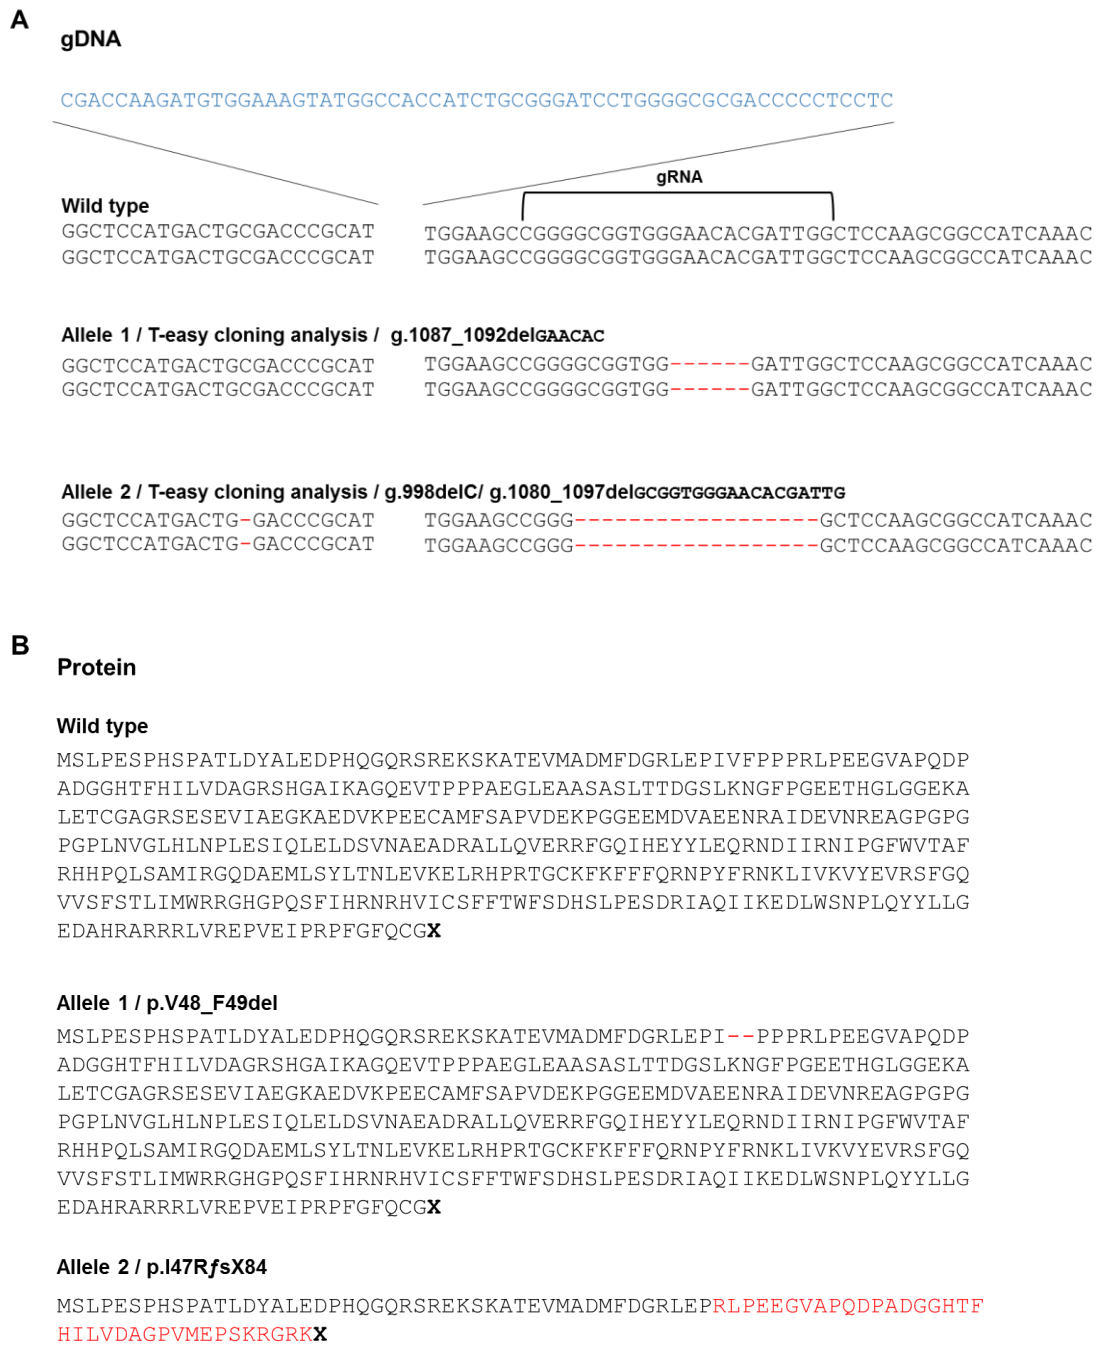 A
gDNA
CGACCAAGATGTGGAAAGTATGGCCACCATCTGCGGGATCCTGGGGCGCGACCCCCTCCTC
gRNA
Wild type
GGCTCCATGACTGCGACCCGCAT TGGAAGCCGGGGCGGTGGGAACACGATTGGCTCCAAGCGGCCATCAAAC
GGCTCCATGACTGCGACCCGCAT TGGAAGCCGGGGCGGTGGGAACACGATTGGCTCCAAGCGGCCATCAAAC
Allele 1 / T-easy cloning analysis / g.1087_1092delGAACAC
GGCTCCATGACTGCGACCCGCAT TGGAAGCCGGGGCGGTGG------GATTGGCTCCAAGCGGCCATCAAAC
GGCTCCATGACTGCGACCCGCAT TGGAAGCCGGGGCGGTGG------GATTGGCTCCAAGCGGCCATCAAAC
Allele 2 / T-easy cloning analysis / g.998delC/ g.1080_1097delGCGGTGGGAACACGATTG
GGCTCCATGACTG-GACCCGCAT TGGAAGCCGGG------------------GCTCCAAGCGGCCATCAAAC
GGCTCCATGACTG-GACCCGCAT TGGAAGCCGGG------------------GCTCCAAGCGGCCATCAAAC
B
Protein
Wild type
MSLPESPHSPATLDYALEDPHQGQRSREKSKATEVMADMFDGRLEPIVFPPPRLPEEGVAPQDP
ADGGHTFHILVDAGRSHGAIKAGQEVTPPPAEGLEAASASLTTDGSLKNGFPGEETHGLGGEKA
LETCGAGRSESEVIAEGKAEDVKPEECAMFSAPVDEKPGGEEMDVAEENRAIDEVNREAGPGPG
PGPLNVGLHLNPLESIQLELDSVNAEADRALLQVERRFGQIHEYYLEQRNDIIRNIPGFWVTAF
RHHPQLSAMIRGQDAEMLSYLTNLEVKELRHPRTGCKFKFFFQRNPYFRNKLIVKVYEVRSFGQ
VVSFSTLIMWRRGHGPQSFIHRNRHVICSFFTWFSDHSLPESDRIAQIIKEDLWSNPLQYYLLG
EDAHRARRRLVREPVEIPRPFGFQCGX
Allele 1 / p.V48_F49del
MSLPESPHSPATLDYALEDPHQGQRSREKSKATEVMADMFDGRLEPI--PPPRLPEEGVAPQDP
ADGGHTFHILVDAGRSHGAIKAGQEVTPPPAEGLEAASASLTTDGSLKNGFPGEETHGLGGEKA
LETCGAGRSESEVIAEGKAEDVKPEECAMFSAPVDEKPGGEEMDVAEENRAIDEVNREAGPGPG
PGPLNVGLHLNPLESIQLELDSVNAEADRALLQVERRFGQIHEYYLEQRNDIIRNIPGFWVTAF
RHHPQLSAMIRGQDAEMLSYLTNLEVKELRHPRTGCKFKFFFQRNPYFRNKLIVKVYEVRSFGQ
VVSFSTLIMWRRGHGPQSFIHRNRHVICSFFTWFSDHSLPESDRIAQIIKEDLWSNPLQYYLLG
EDAHRARRRLVREPVEIPRPFGFQCGX
Allele 2 / p.I47RƒsX84
MSLPESPHSPATLDYALEDPHQGQRSREKSKATEVMADMFDGRLEPRLPEEGVAPQDPADGGHTF
HILVDAGPVMEPSKRGRKX